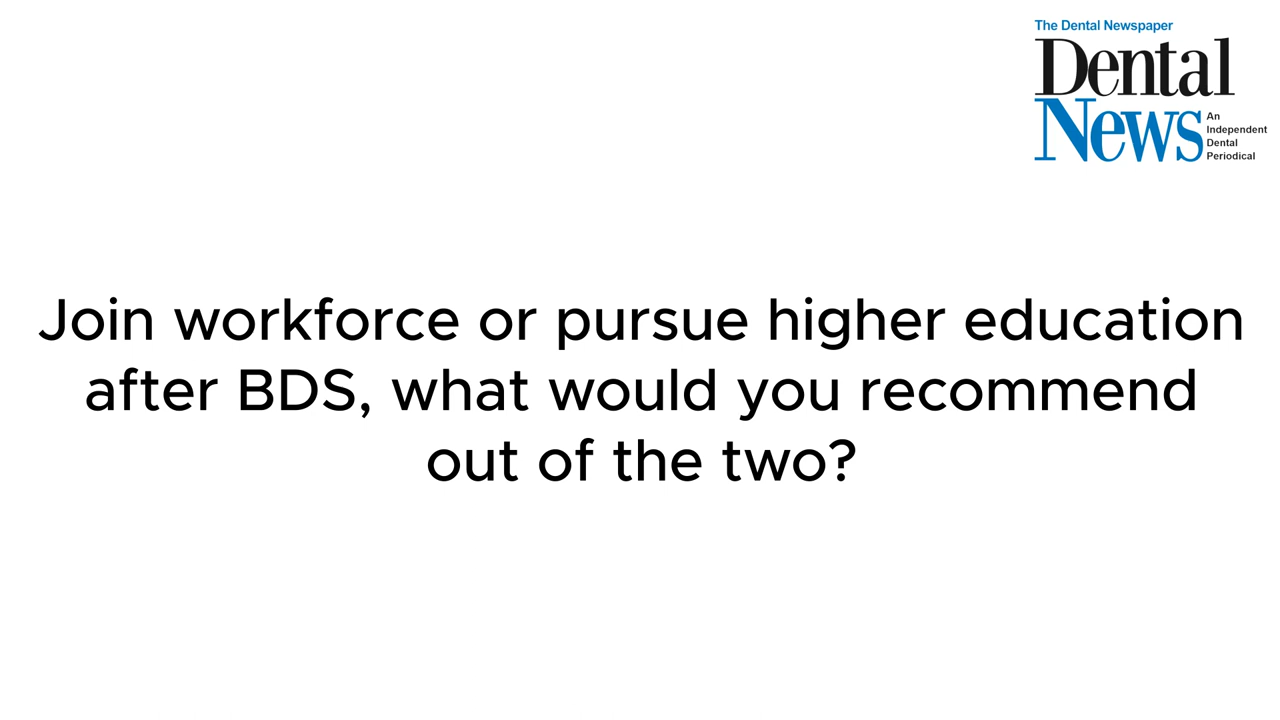 The Dental Newspaper
Dental
News
An
Independent
Dental
Periodical
Join workforce or pursue higher education
after BDS, what would you recommend
out of the two?